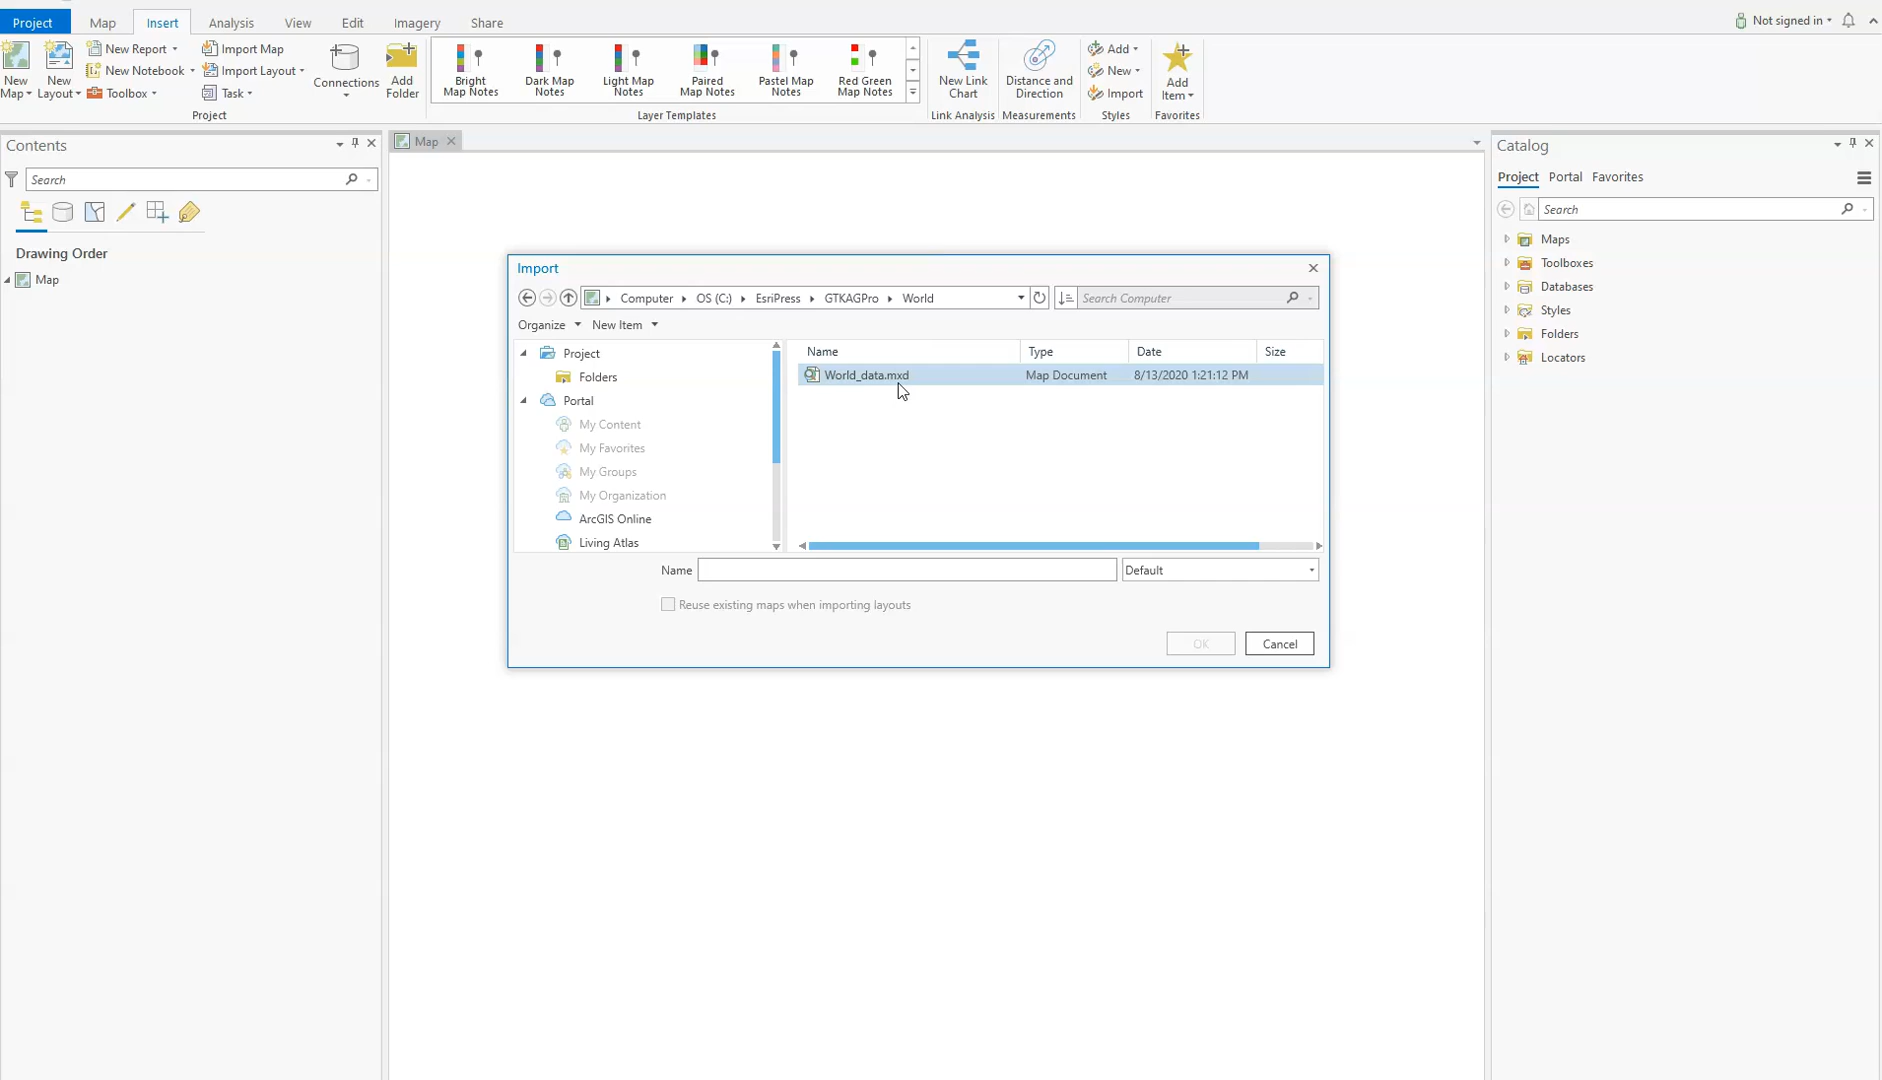 Project Map Insert Analysis View Edit Imagery Share Not signed in
New Map
New Layout
New Report
New Notebook
Toolbox
Import Map
Import Layout
Task
Connections
Add Folder
Bright Map Notes
Dark Map Notes
Light Map Notes
Paired Map Notes
Pastel Map Notes
Red Green Map Notes
New Link Chart
Distance and Direction
Add
New
Import
Add Item
Project Layer Templates Link Analysis Measurements Styles Favorites
Contents
Search
Drawing Order
Map
Map
Import
Computer OS (C:) EsriPress GTKAGPro World Search Computer
Organize New Item
Project
Folders
Portal
My Content
My Favorites
My Groups
My Organization
ArcGIS Online
Living Atlas
Name Type Date Size
World_data.mxd Map Document 8/13/2020 1:21:12 PM
Name Default
Reuse existing maps when importing layouts
OK Cancel
Catalog
Project Portal Favorites
Search
Maps
Toolboxes
Databases
Styles
Folders
Locators